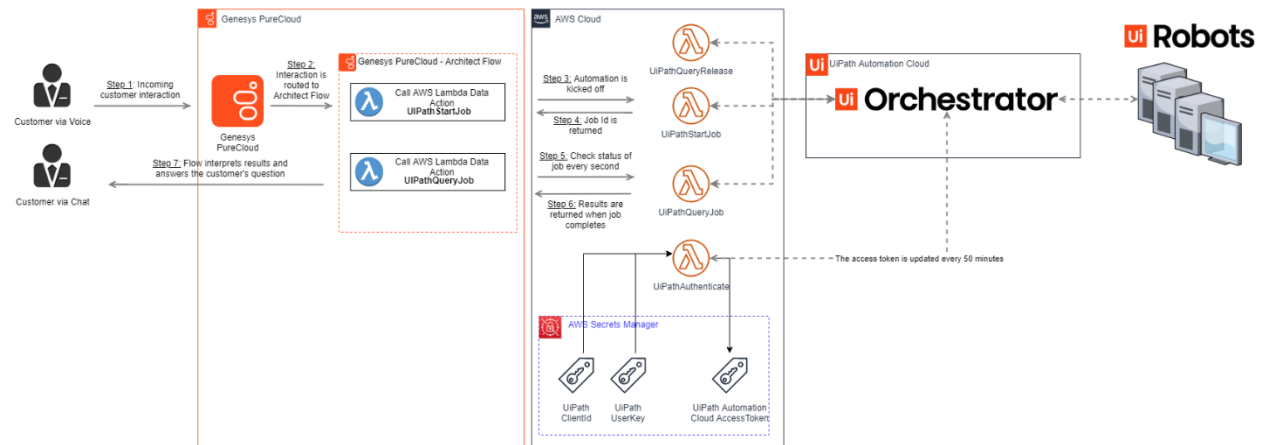 Genesys PureCloud
aws
AWS Cloud
Ui Robots
Step 1: Incoming
customer interaction
Customer via Voice
Genesys
PureCloud
Step 2:
Interaction is
routed to
Architect Flow
Genesys PureCloud - Architect Flow
Call AWS Lambda Data
Action
UIPathStartJob
Call AWS Lambda Data
Action
UIPathQueryJob
Step 7: Flow interprets results and
answers the customer's question
Customer via Chat
Step 3: Automation is
kicked off
Step 4: Job Id is
returned
Step 5: Check status of
job every second
Step 6: Results are
returned when job
completes
UiPathQueryRelease
UiPathStartJob
UiPathQueryJob
UiPathAuthenticate
Ui
UiPath Automation Cloud
Ui Orchestrator
The access token is updated every 50 minutes
AWS Secrets Manager
UiPath
ClientId
UiPath
UserKey
UiPath Automation
Cloud AccessToken